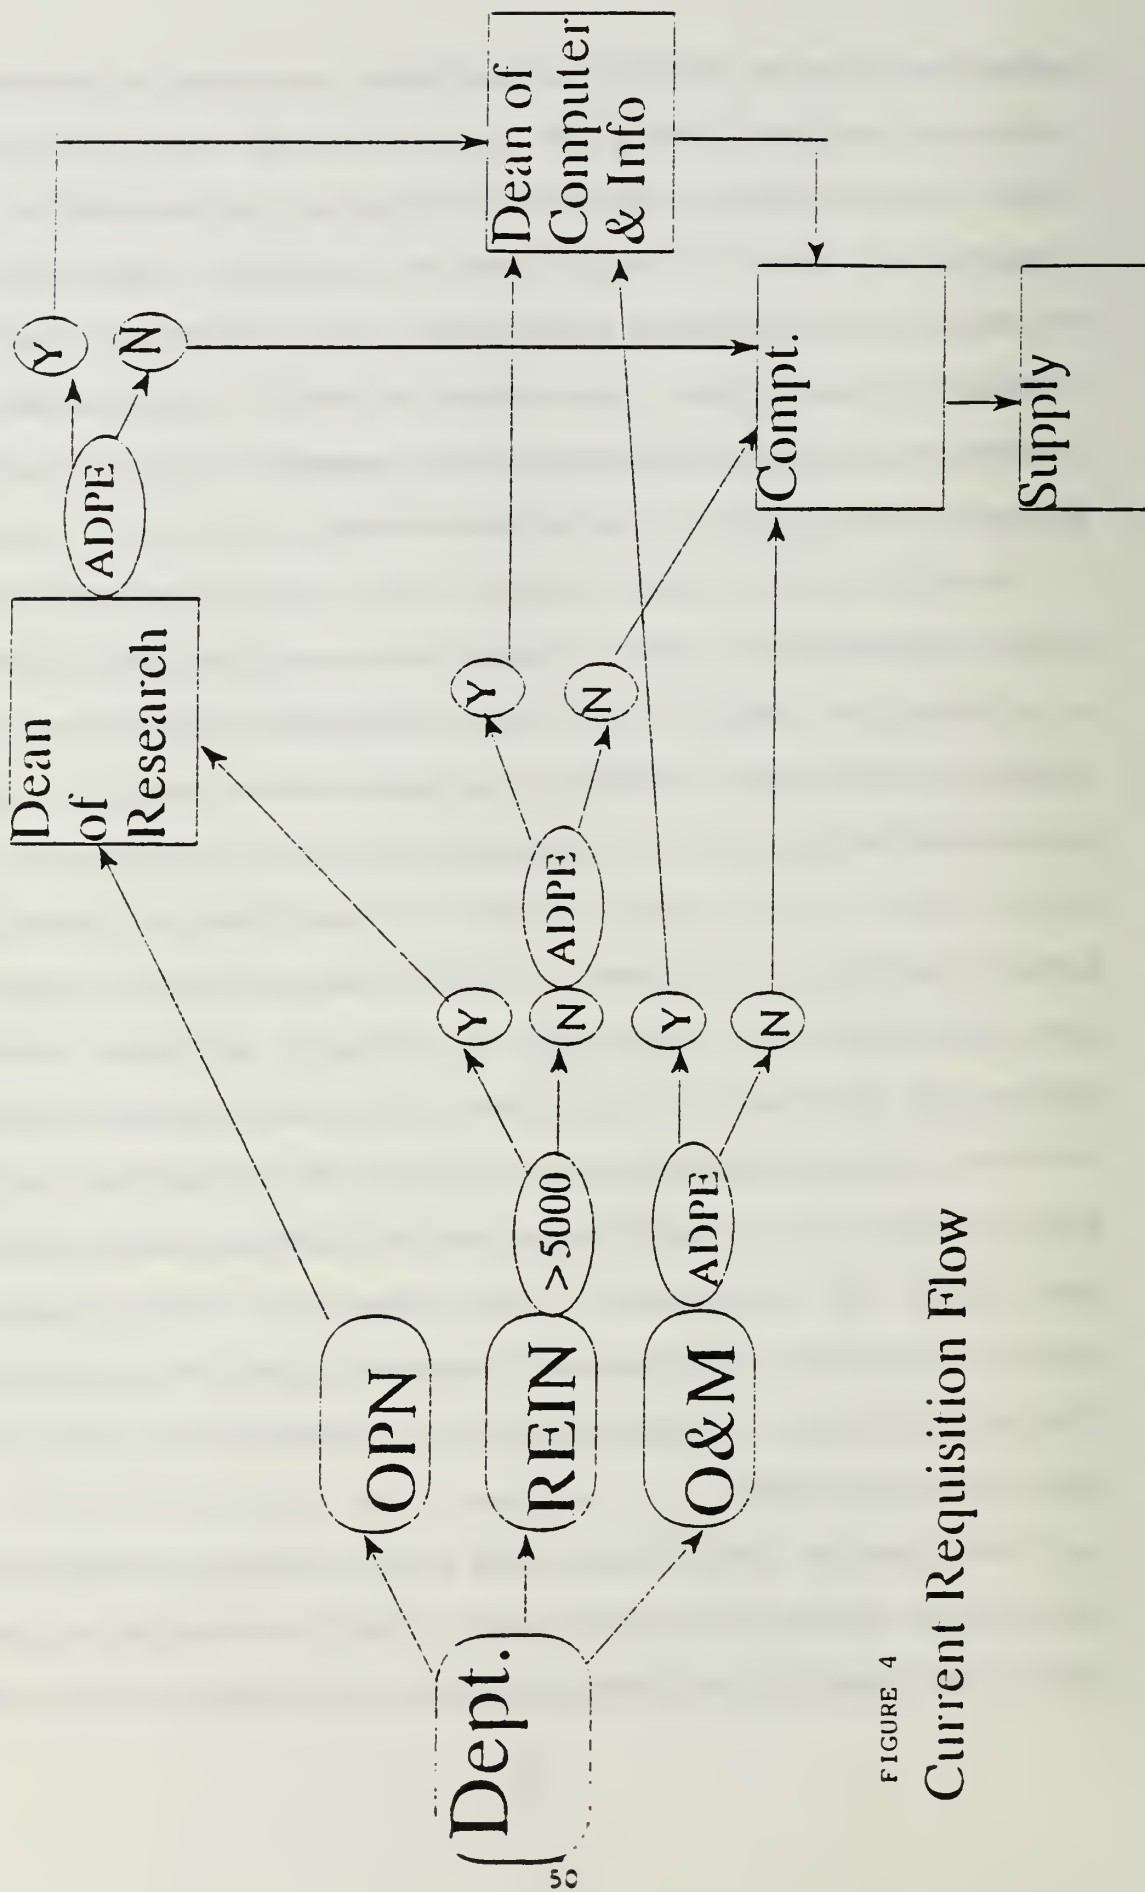 Dept.
OPN
REIN
O&M
>5000
ADPE
Y
N
Y
N
ADPE
Y
N
Dean
of
Research
ADPE
Y
N
Dean of
Computer
& Info
Compt.
Supply
FIGURE 4
Current Requisition Flow
50